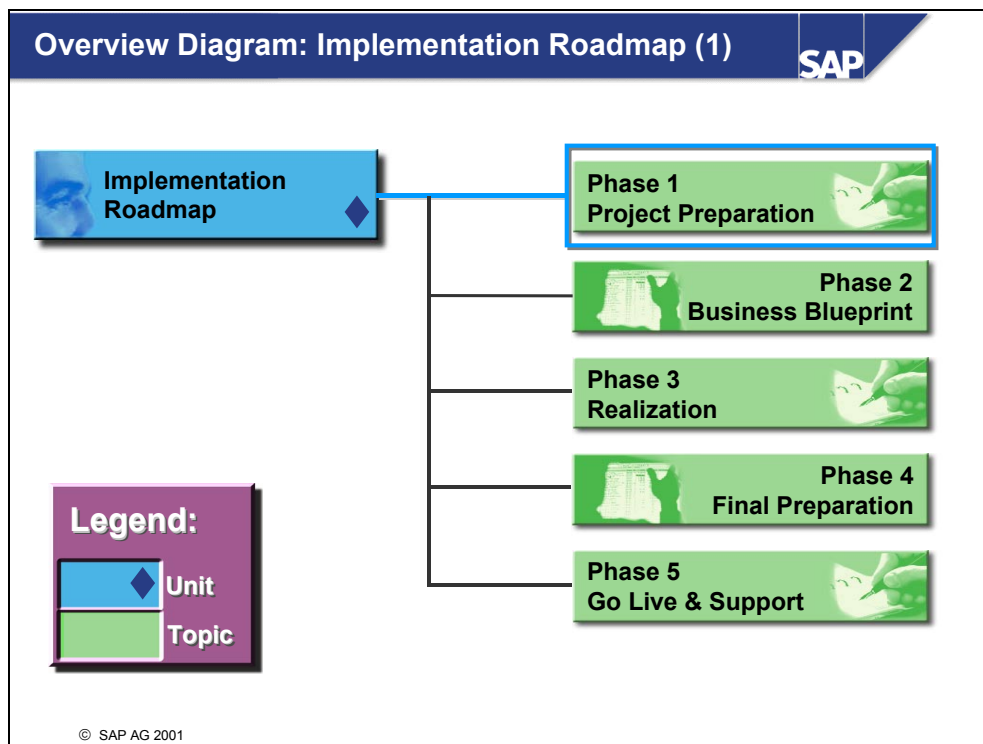 Overview Diagram: Implementation Roadmap (1)
SAP
Implementation
Roadmap
Phase 1
Project Preparation
Phase 2
Business Blueprint
Phase 3
Realization
Phase 4
Final Preparation
Phase 5
Go Live & Support
Legend:
Unit
Topic
© SAP AG 2001